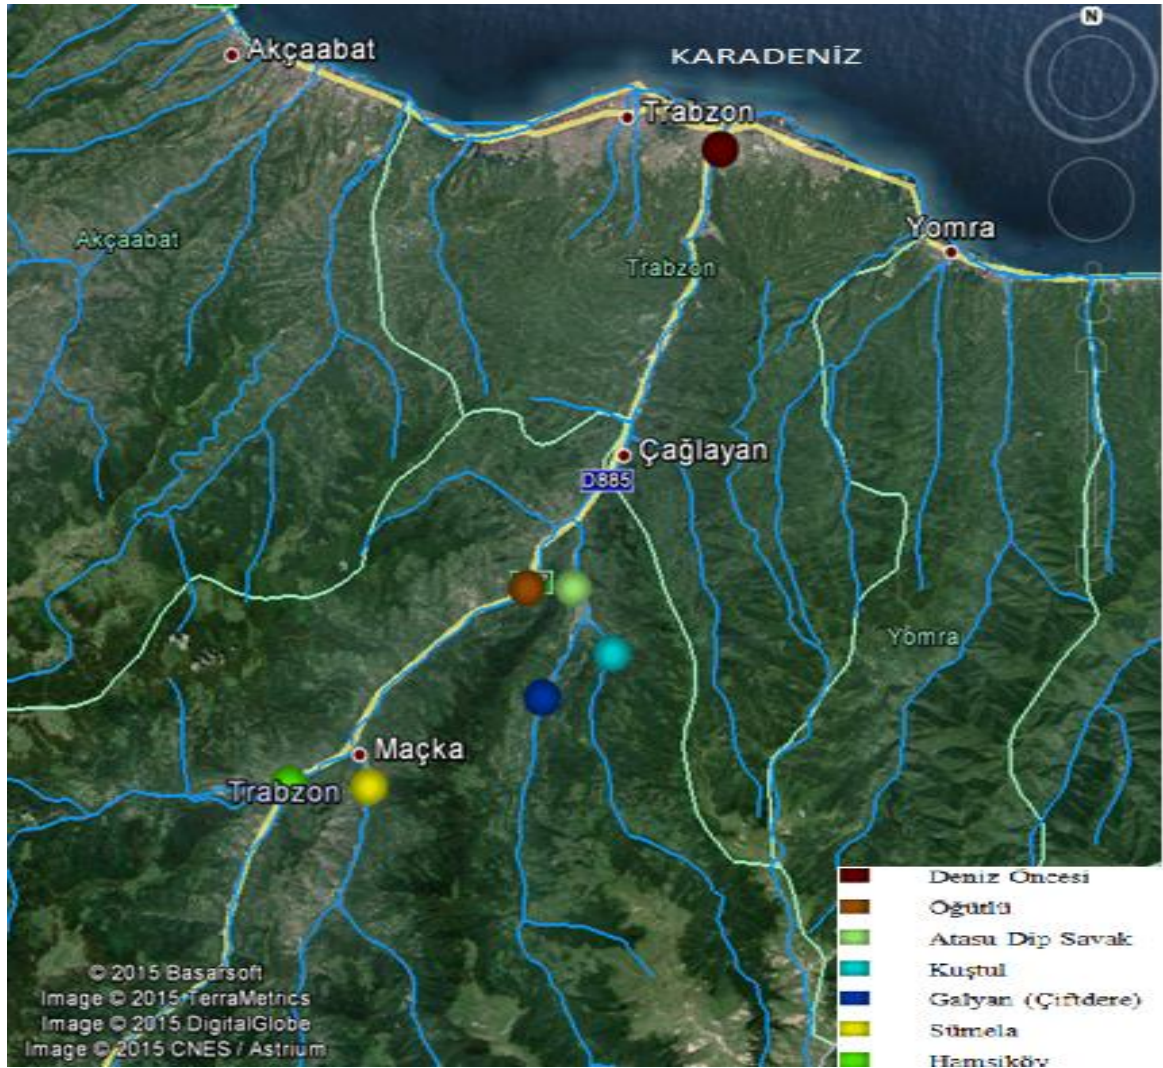 N
Akçaabat
KARADENİZ
Trabzon
Yomra
Akçaabat
Trabzon
Çağlayan
D885
Yomra
Maçka
Trabzon
Deniz Öncesi
Öğütlü
Atasu Dip Savak
Kuştul
Galyan (Çiftdere)
Sümela
Hamsiköy
© 2015 Basarsoft
Image © 2015 TerraMetrics
Image © 2015 DigitalGlobe
Image © 2015 CNES / Astrium